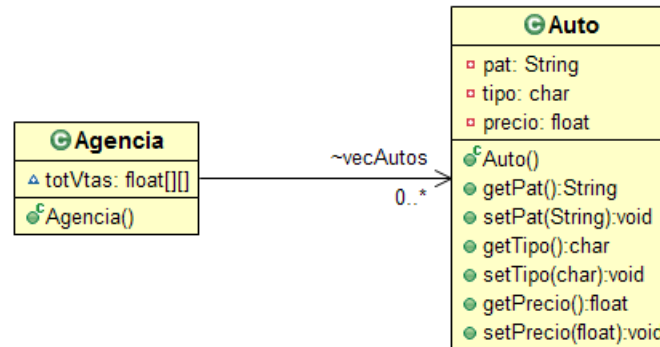 Agencia
totVtas: float[][]
Agencia()
~vecAutos
0..*
Auto
pat: String
tipo: char
precio: float
Auto()
getPat():String
setPat(String):void
getTipo():char
setTipo(char):void
getPrecio():float
setPrecio(float):void